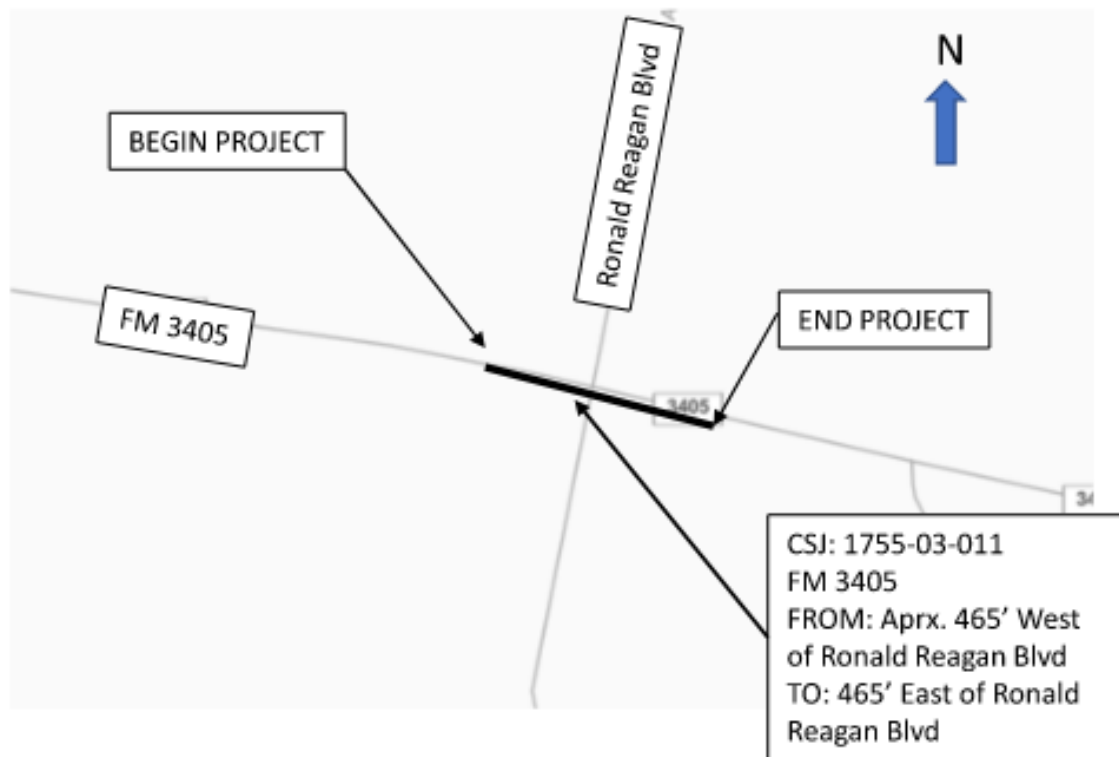 N
Ronald Reagan Blvd
BEGIN PROJECT
FM 3405
END PROJECT
3405
CSJ: 1755-03-011
FM 3405
FROM: Aprx. 465’ West
of Ronald Reagan Blvd
TO: 465’ East of Ronald
Reagan Blvd